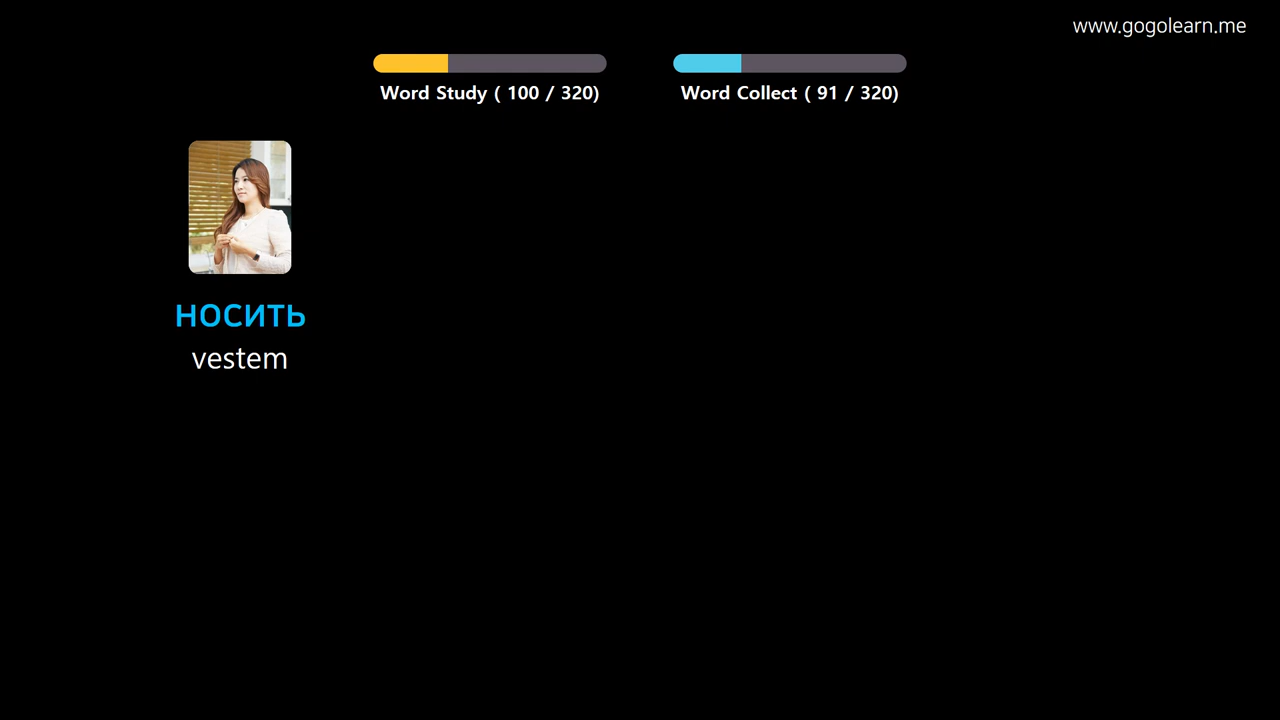 www.gogolearn.me
Word Study ( 100 / 320)
Word Collect ( 91 / 320)
носить
vestem